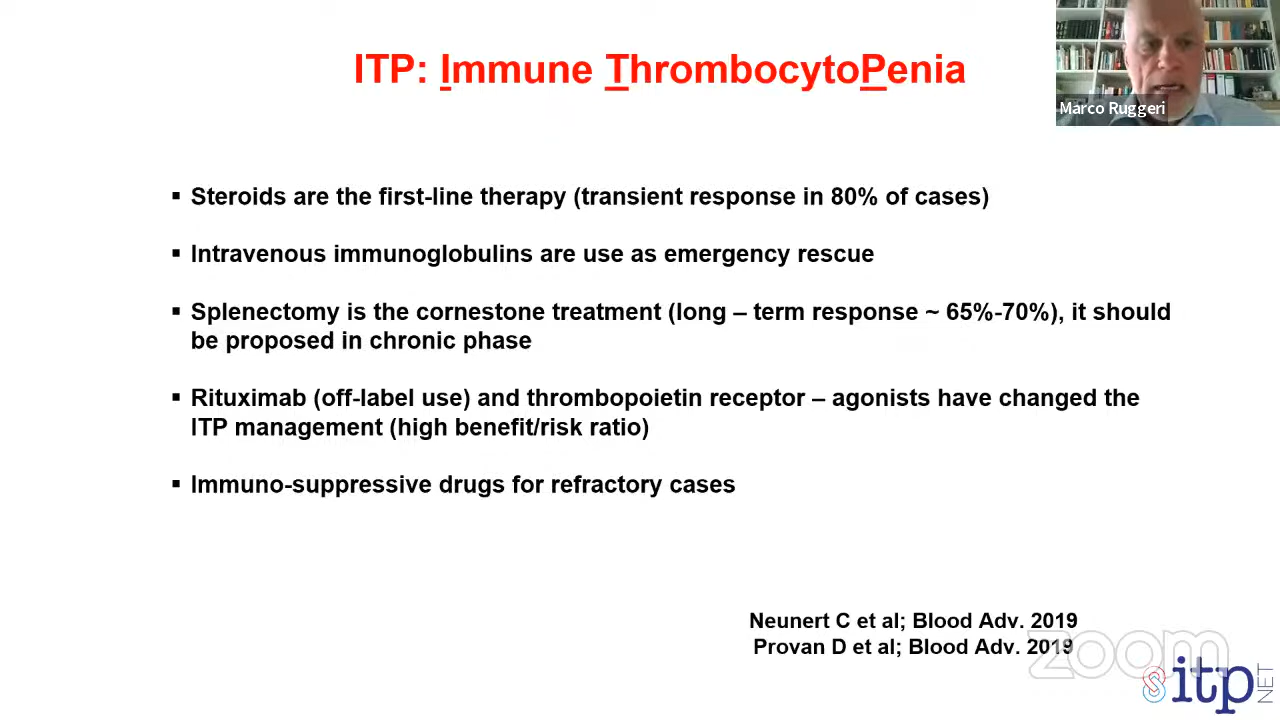 ITP: Immune ThrombocytoPenia
Marco Ruggeri
▪ Steroids are the first-line therapy (transient response in 80% of cases)
▪ Intravenous immunoglobulins are use as emergency rescue
▪ Splenectomy is the cornestone treatment (long – term response ~ 65%-70%), it should
be proposed in chronic phase
▪ Rituximab (off-label use) and thrombopoietin receptor – agonists have changed the
ITP management (high benefit/risk ratio)
▪ Immuno-suppressive drugs for refractory cases
Neunert C et al; Blood Adv. 2019
Provan D et al; Blood Adv. 2019
zoom
itp NET